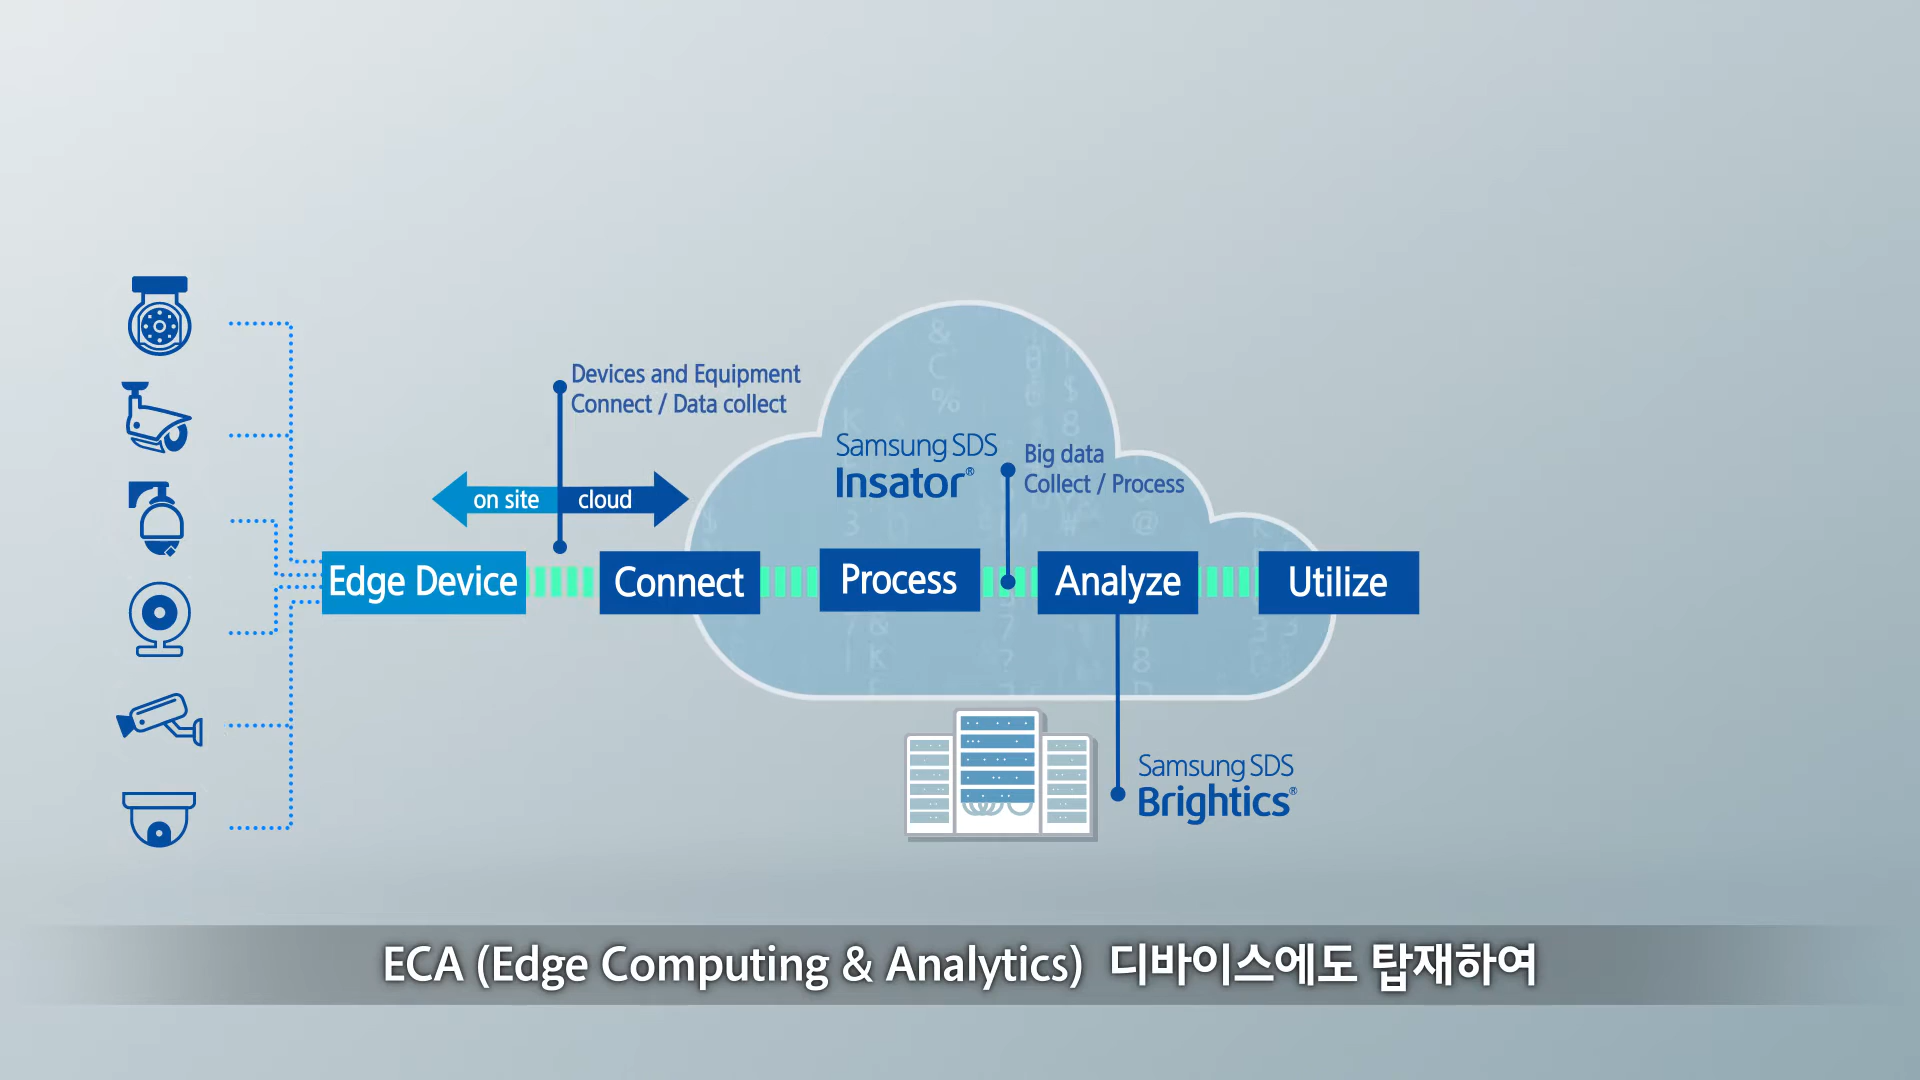 Devices and Equipment
Connect / Data collect
Samsung SDS
Insator®
Big data
Collect / Process
on site
cloud
Edge Device
Connect
Process
Analyze
Utilize
Samsung SDS
Brightics®
ECA (Edge Computing & Analytics) 디바이스에도 탑재하여